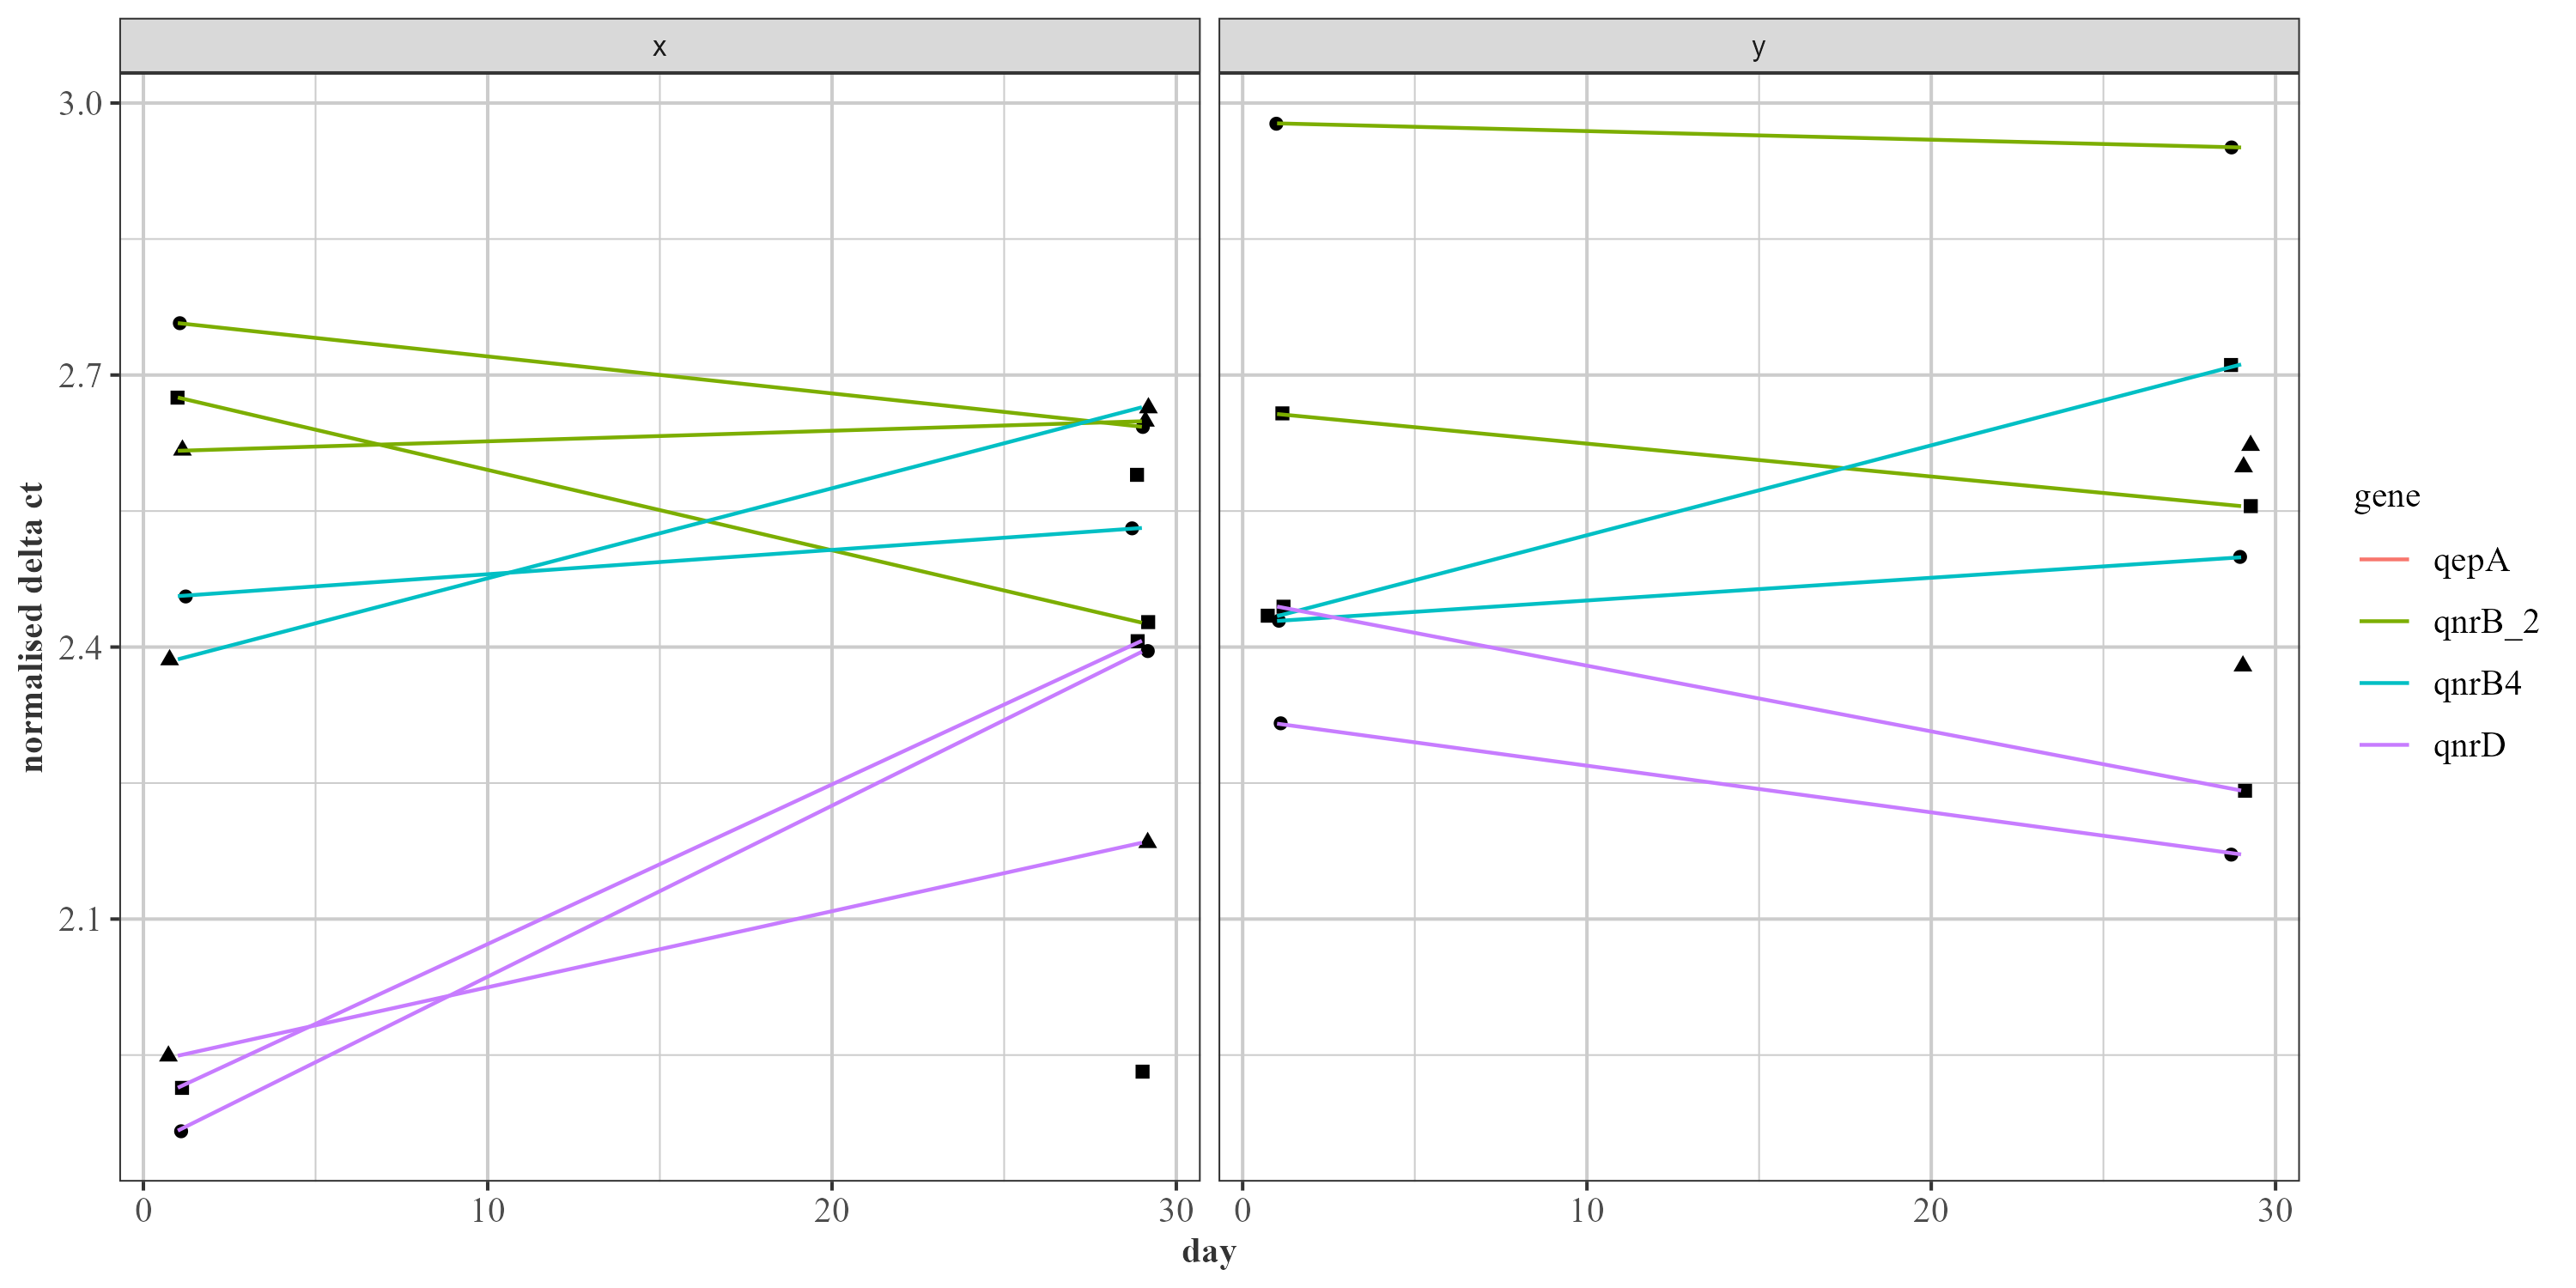 x
y
3.0
2.7
2.4
2.1
normalised delta ct
0 10 20 30
0 10 20 30
day
gene
qepA
qnrB_2
qnrB4
qnrD